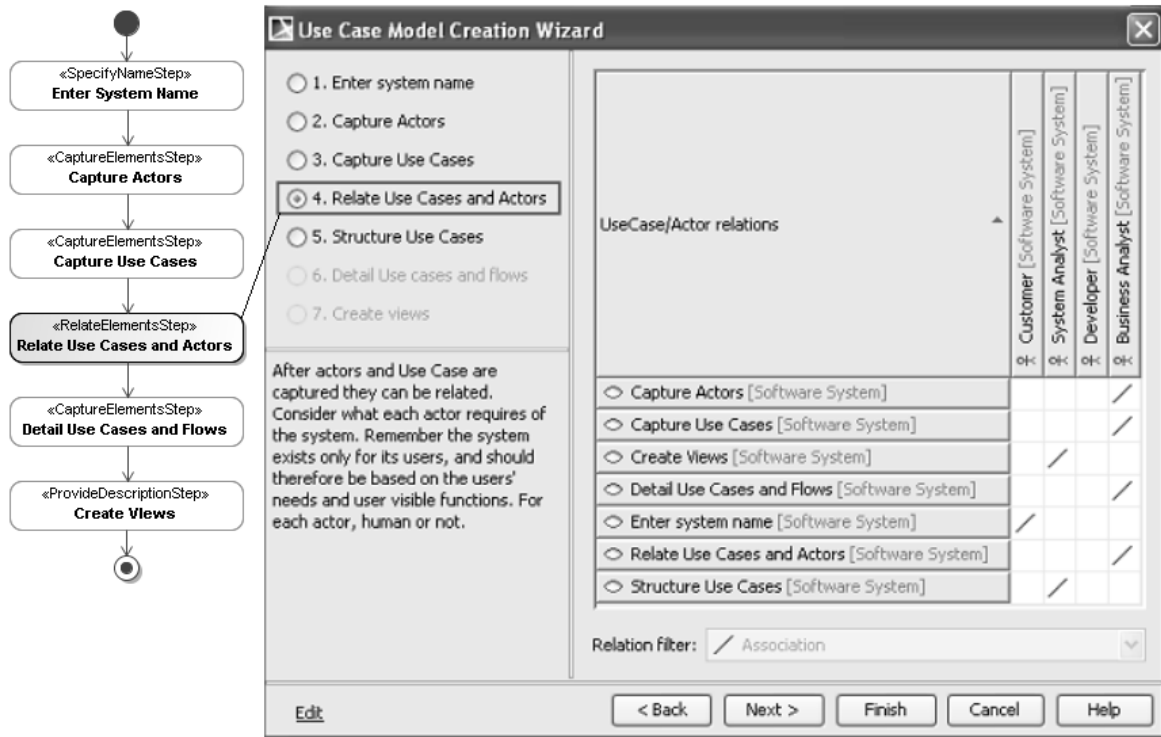 «SpecifyNameStep»
Enter System Name
«CaptureElementsStep»
Capture Actors
«CaptureElementsStep»
Capture Use Cases
«RelateElementsStep»
Relate Use Cases and Actors
«CaptureElementsStep»
Detail Use Cases and Flows
«ProvideDescriptionStep»
Create Views
Use Case Model Creation Wizard
1. Enter system name
2. Capture Actors
3. Capture Use Cases
4. Relate Use Cases and Actors
5. Structure Use Cases
6. Detail Use cases and flows
7. Create views
After actors and Use Case are
captured they can be related.
Consider what each actor requires of
the system. Remember the system
exists only for its users, and should
therefore be based on the users'
needs and user visible functions. For
each actor, human or not.
UseCase/Actor relations
Customer [Software System]
System Analyst [Software System]
Developer [Software System]
Business Analyst [Software System]
Capture Actors [Software System]
Capture Use Cases [Software System]
Create Views [Software System]
Detail Use Cases and Flows [Software System]
Enter system name [Software System]
Relate Use Cases and Actors [Software System]
Structure Use Cases [Software System]
Relation filter: Association
Edit
< Back
Next >
Finish
Cancel
Help